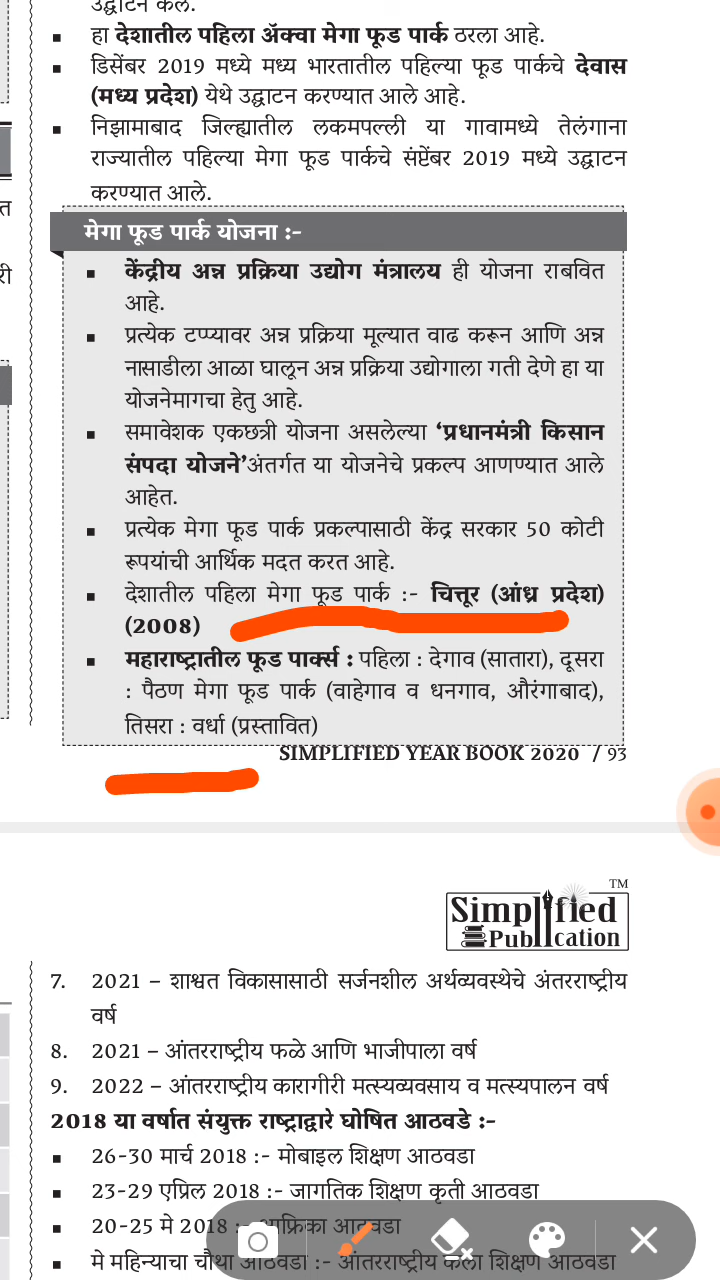 उद्घाटन केले.
▪ हा देशातील पहिला ॲक्वा मेगा फूड पार्क ठरला आहे.
▪ डिसेंबर 2019 मध्ये मध्य भारतातील पहिल्या फूड पार्कचे देवास
(मध्य प्रदेश) येथे उद्घाटन करण्यात आले आहे.
▪ निझामाबाद जिल्ह्यातील लकमपल्ली या गावामध्ये तेलंगाना
राज्यातील पहिल्या मेगा फूड पार्कचे संप्टेंबर 2019 मध्ये उद्घाटन
करण्यात आले.
मेगा फूड पार्क योजना :-
▪ केंद्रीय अन्न प्रक्रिया उद्योग मंत्रालय ही योजना राबवित
आहे.
▪ प्रत्येक टप्प्यावर अन्न प्रक्रिया मूल्यात वाढ करून आणि अन्न
नासाडीला आळा घालून अन्न प्रक्रिया उद्योगाला गती देणे हा या
योजनेमागचा हेतु आहे.
▪ समावेशक एकछत्री योजना असलेल्या ‘प्रधानमंत्री किसान
संपदा योजने’अंतर्गत या योजनेचे प्रकल्प आणण्यात आले
आहेत.
▪ प्रत्येक मेगा फूड पार्क प्रकल्पासाठी केंद्र सरकार 50 कोटी
रूपयांची आर्थिक मदत करत आहे.
▪ देशातील पहिला मेगा फूड पार्क :- चित्तूर (आंध्र प्रदेश)
(2008)
▪ महाराष्ट्रातील फूड पार्क्स : पहिला : देगाव (सातारा), दूसरा
: पैठण मेगा फूड पार्क (वाहेगाव व धनगाव, औरंगाबाद),
तिसरा : वर्धा (प्रस्तावित)
SIMPLIFIED YEAR BOOK 2020 / 93
Simplified TM
Publication
7. 2021 – शाश्वत विकासासाठी सर्जनशील अर्थव्यवस्थेचे अंतरराष्ट्रीय
वर्ष
8. 2021 – आंतरराष्ट्रीय फळे आणि भाजीपाला वर्ष
9. 2022 – आंतरराष्ट्रीय कारागीरी मत्स्यव्यवसाय व मत्स्यपालन वर्ष
2018 या वर्षात संयुक्त राष्ट्राद्वारे घोषित आठवडे :-
▪ 26-30 मार्च 2018 :- मोबाइल शिक्षण आठवडा
▪ 23-29 एप्रिल 2018 :- जागतिक शिक्षण कृती आठवडा
▪ 20-25 मे 2018 :- आफ्रिका आठवडा
▪ मे महिन्याचा चौथा आठवडा :- आंतरराष्ट्रीय कला शिक्षण आठवडा